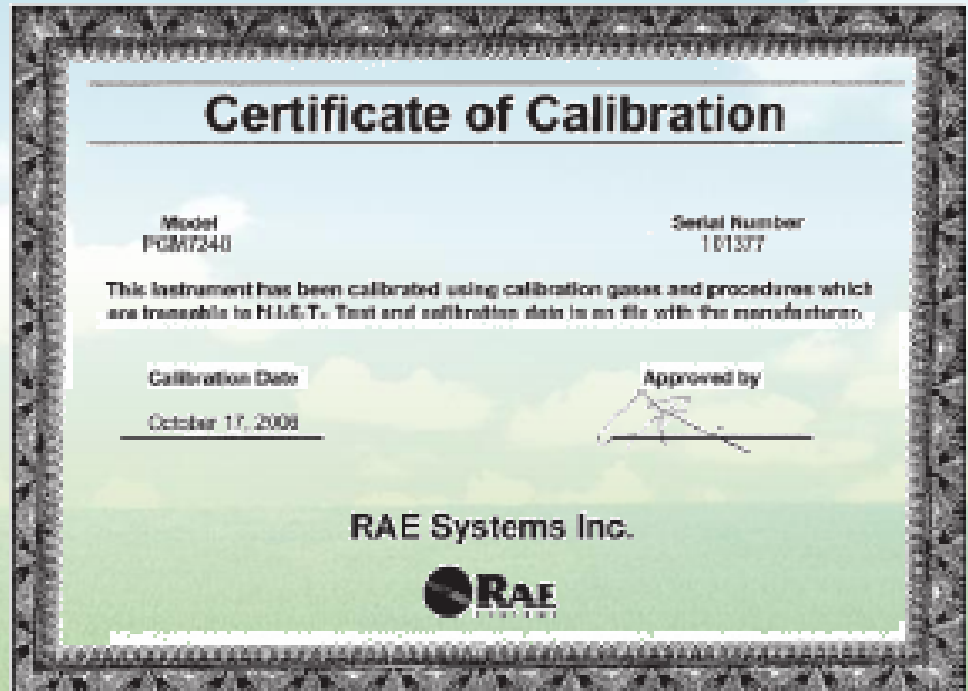 Certificate of Calibration
Model
Serial Number
PGM7240
101377
This instrument has been calibrated using calibration gases and procedures which
are traceable to N.I.S.T. Test and calibration data is on file with the manufacturer.
Calibration Date
Approved by
October 17,
RAE Systems Inc.
RAE
SYSTEMS